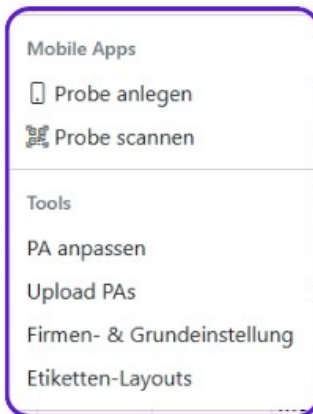 Mobile Apps
Probe anlegen
Probe scannen
Tools
PA anpassen
Upload PAs
Firmen- & Grundeinstellung
Etiketten-Layouts